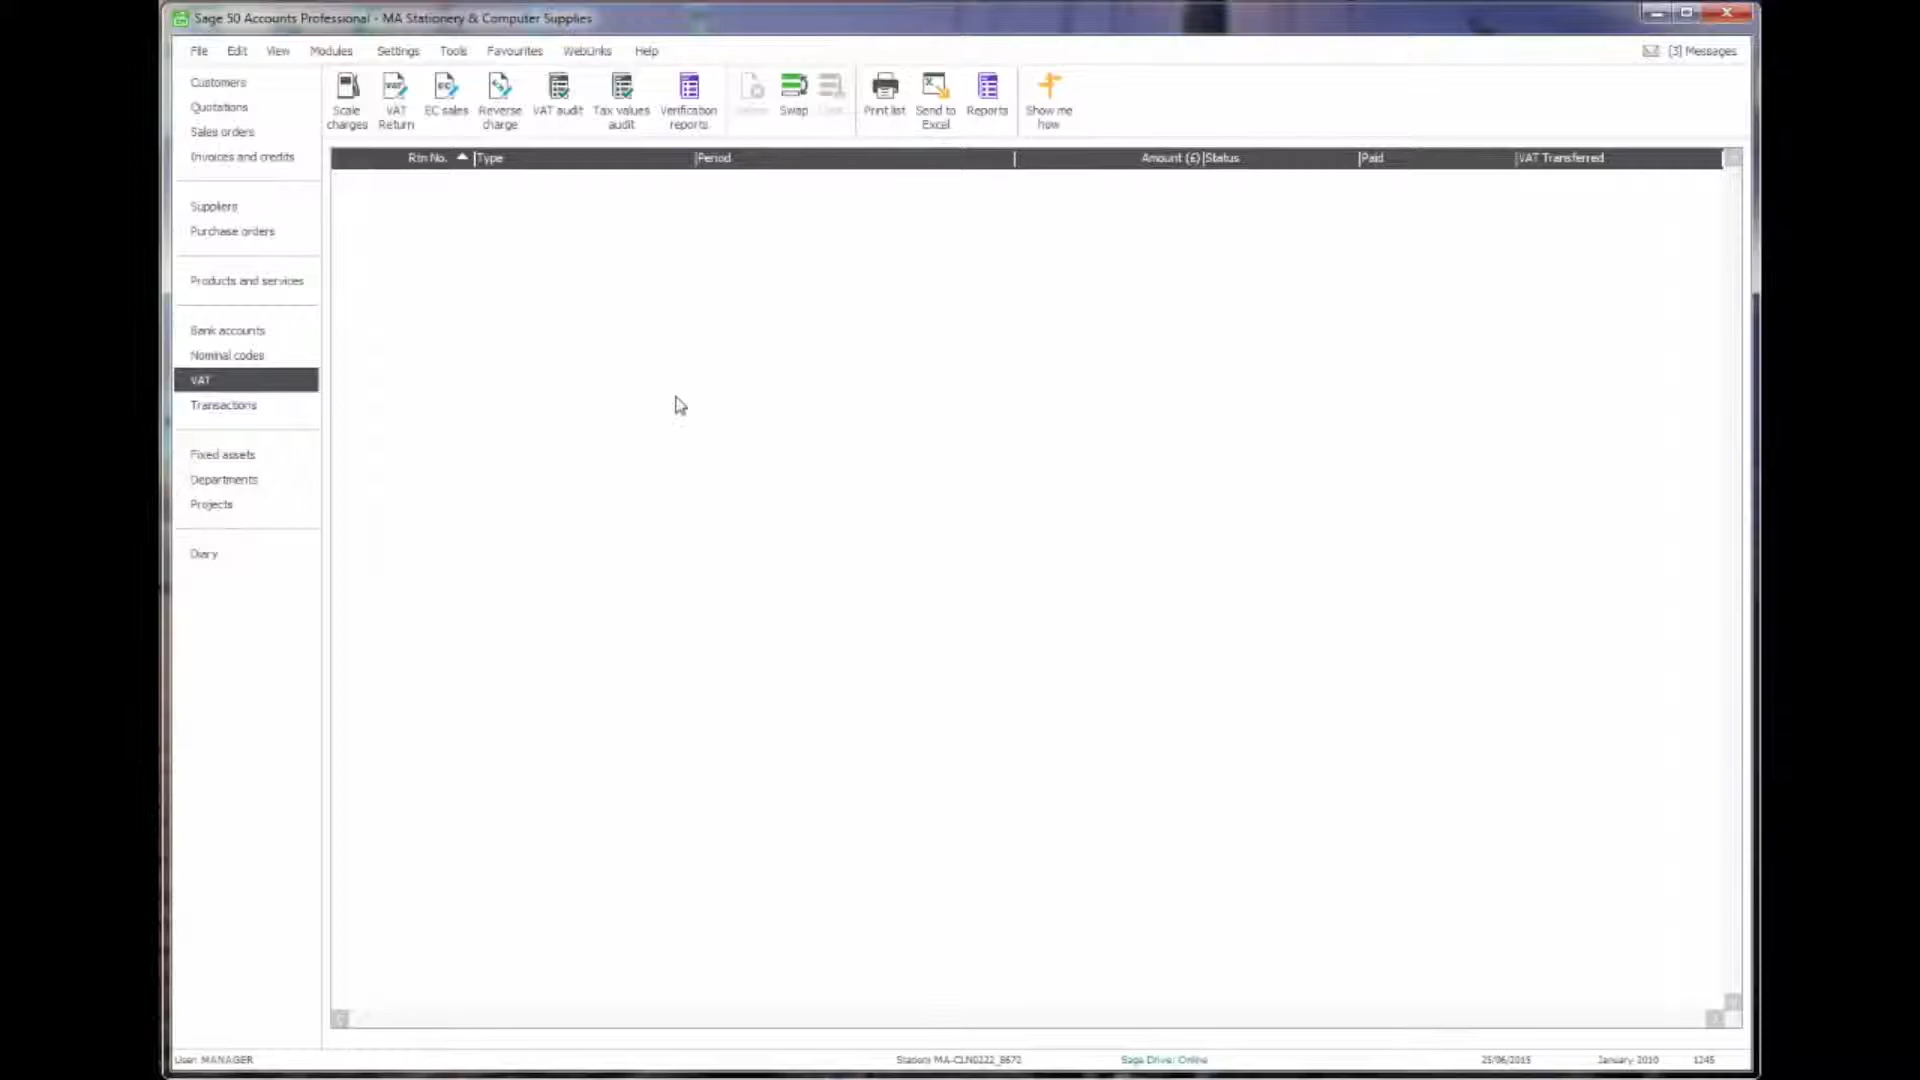 Sage 50 Accounts Professional - MA Stationery & Computer Supplies
File Edit View Modules Settings Tools Favourites WebLinks Help
(3) Messages
Customers
Quotations
Sales orders
Invoices and credits
Suppliers
Purchase orders
Products and services
Bank accounts
Nominal codes
VAT
Transactions
Fixed assets
Departments
Projects
Diary
Scale charges
VAT Return
EC sales
Reverse charge
VAT audit
Tax values audit
Verification reports
Swap
Print list
Send to Excel
Reports
Show me how
Rtn No. Type Period Amount (£) Status Paid VAT Transferred
User: MANAGER
Station: MA-CLN0222_8672
Sage Drive: Online
25/06/2015
January 2010
1245